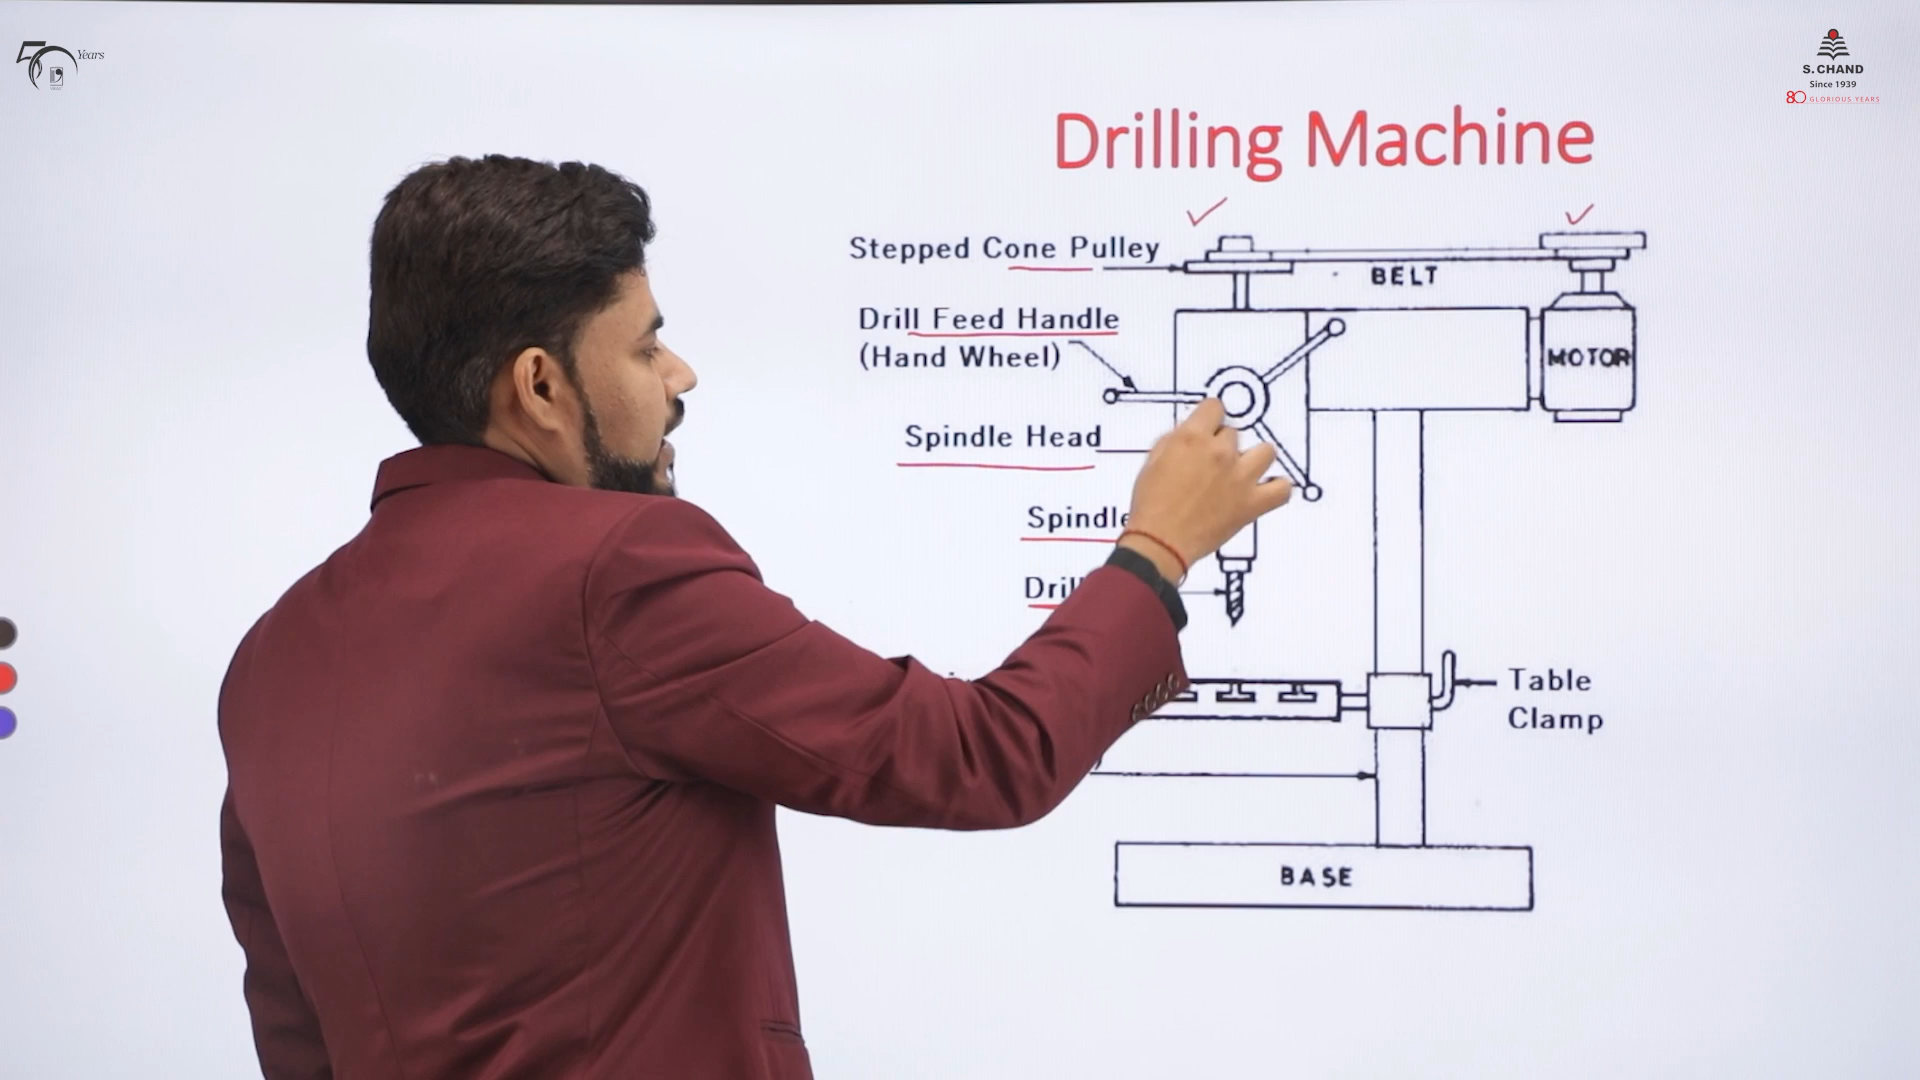 Years
S. CHAND
Since 1939
80 GLORIOUS YEARS
Drilling Machine
Stepped Cone Pulley
BELT
Drill Feed Handle
(Hand Wheel)
MOTOR
Spindle Head
Spindle
Table
Clamp
BASE